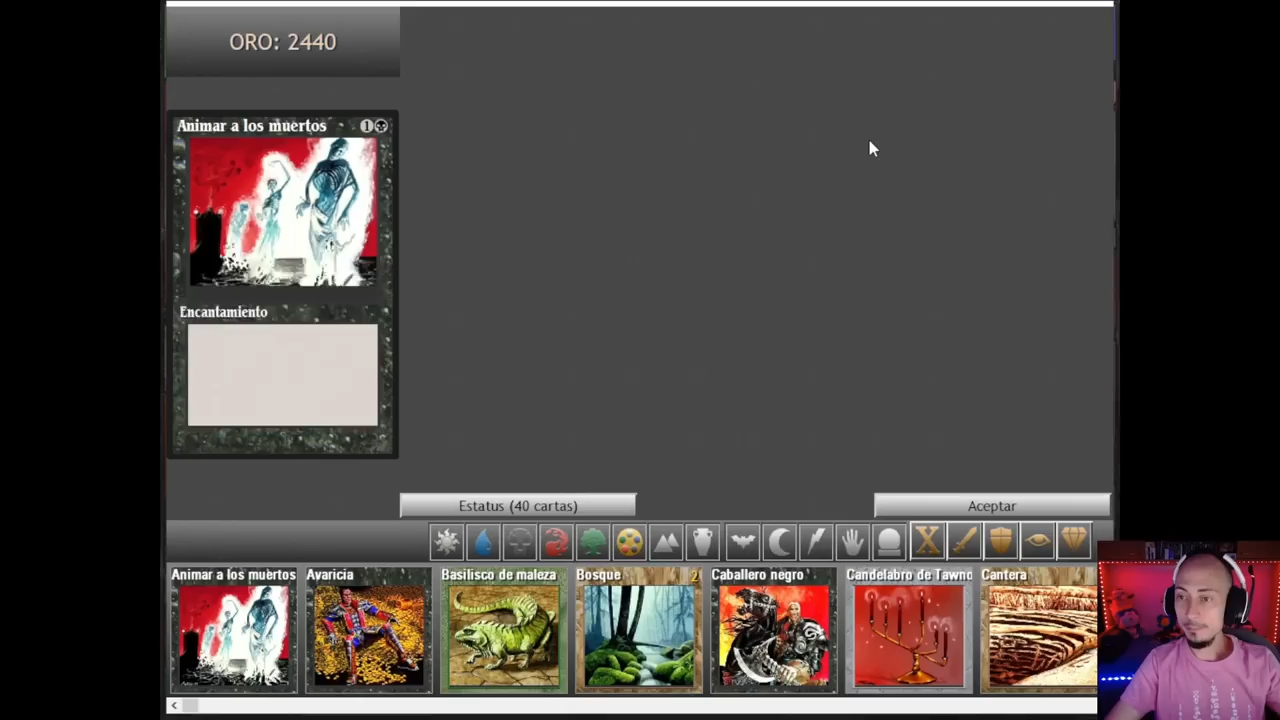 ORO: 2440
Animar a los muertos 1
Encantamiento
Estatus (40 cartas)
Aceptar
X
Animar a los muertos
Avaricia
Basilisco de maleza
Bosque 2
Caballero negro
Candelabro de Tawno
Cantera